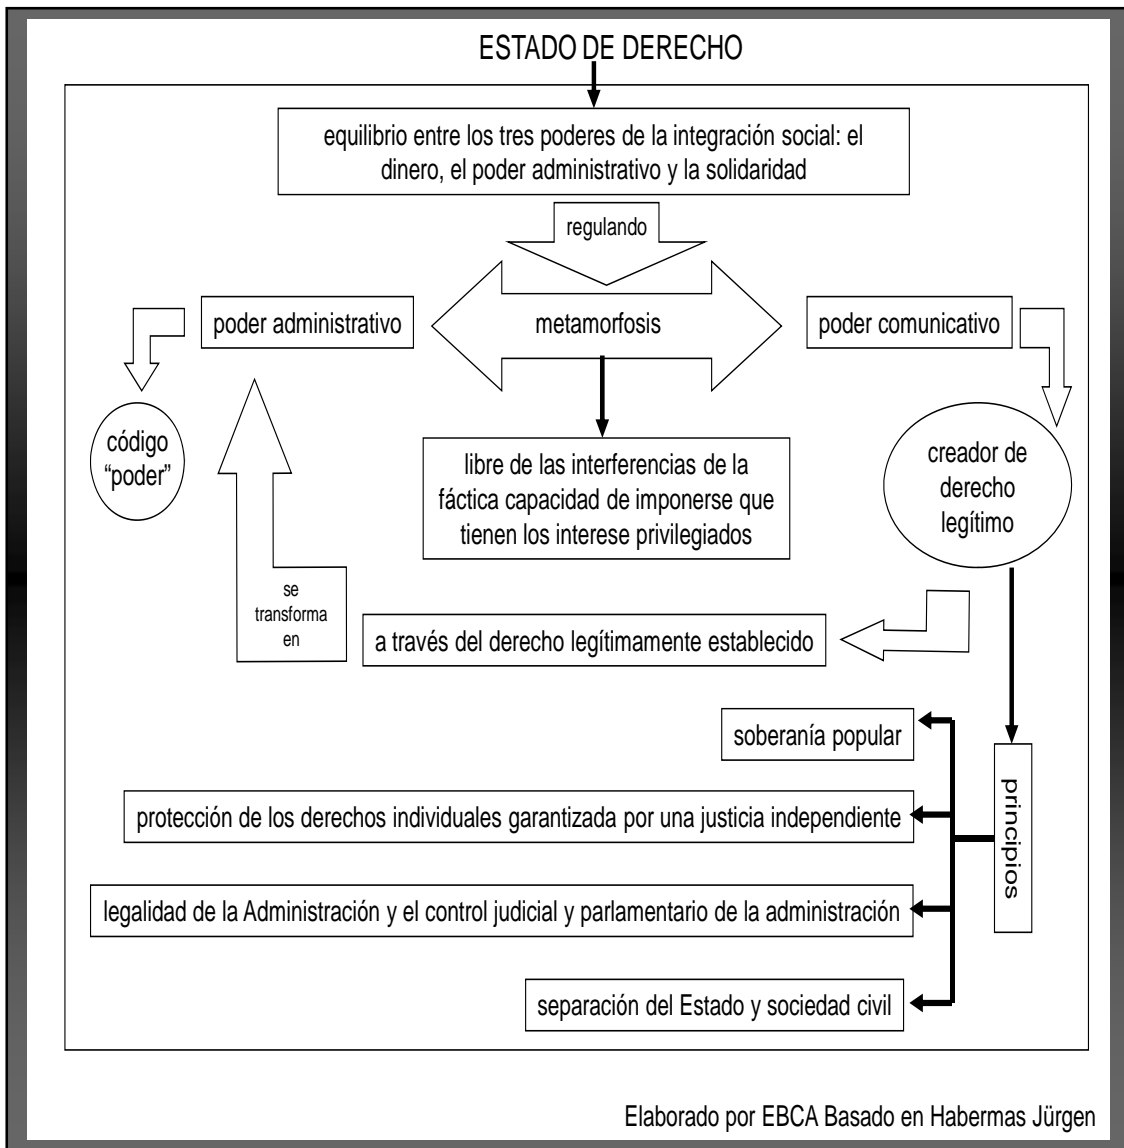 ESTADO DE DERECHO
equilibrio entre los tres poderes de la integración social: el
dinero, el poder administrativo y la solidaridad
regulando
poder administrativo
metamorfosis
poder comunicativo
código
“poder”
libre de las interferencias de la
fáctica capacidad de imponerse que
tienen los interese privilegiados
creador de
derecho
legítimo
se
transforma
en
a través del derecho legítimamente establecido
soberanía popular
principios
protección de los derechos individuales garantizada por una justicia independiente
legalidad de la Administración y el control judicial y parlamentario de la administración
separación del Estado y sociedad civil
Elaborado por EBCA Basado en Habermas Jürgen